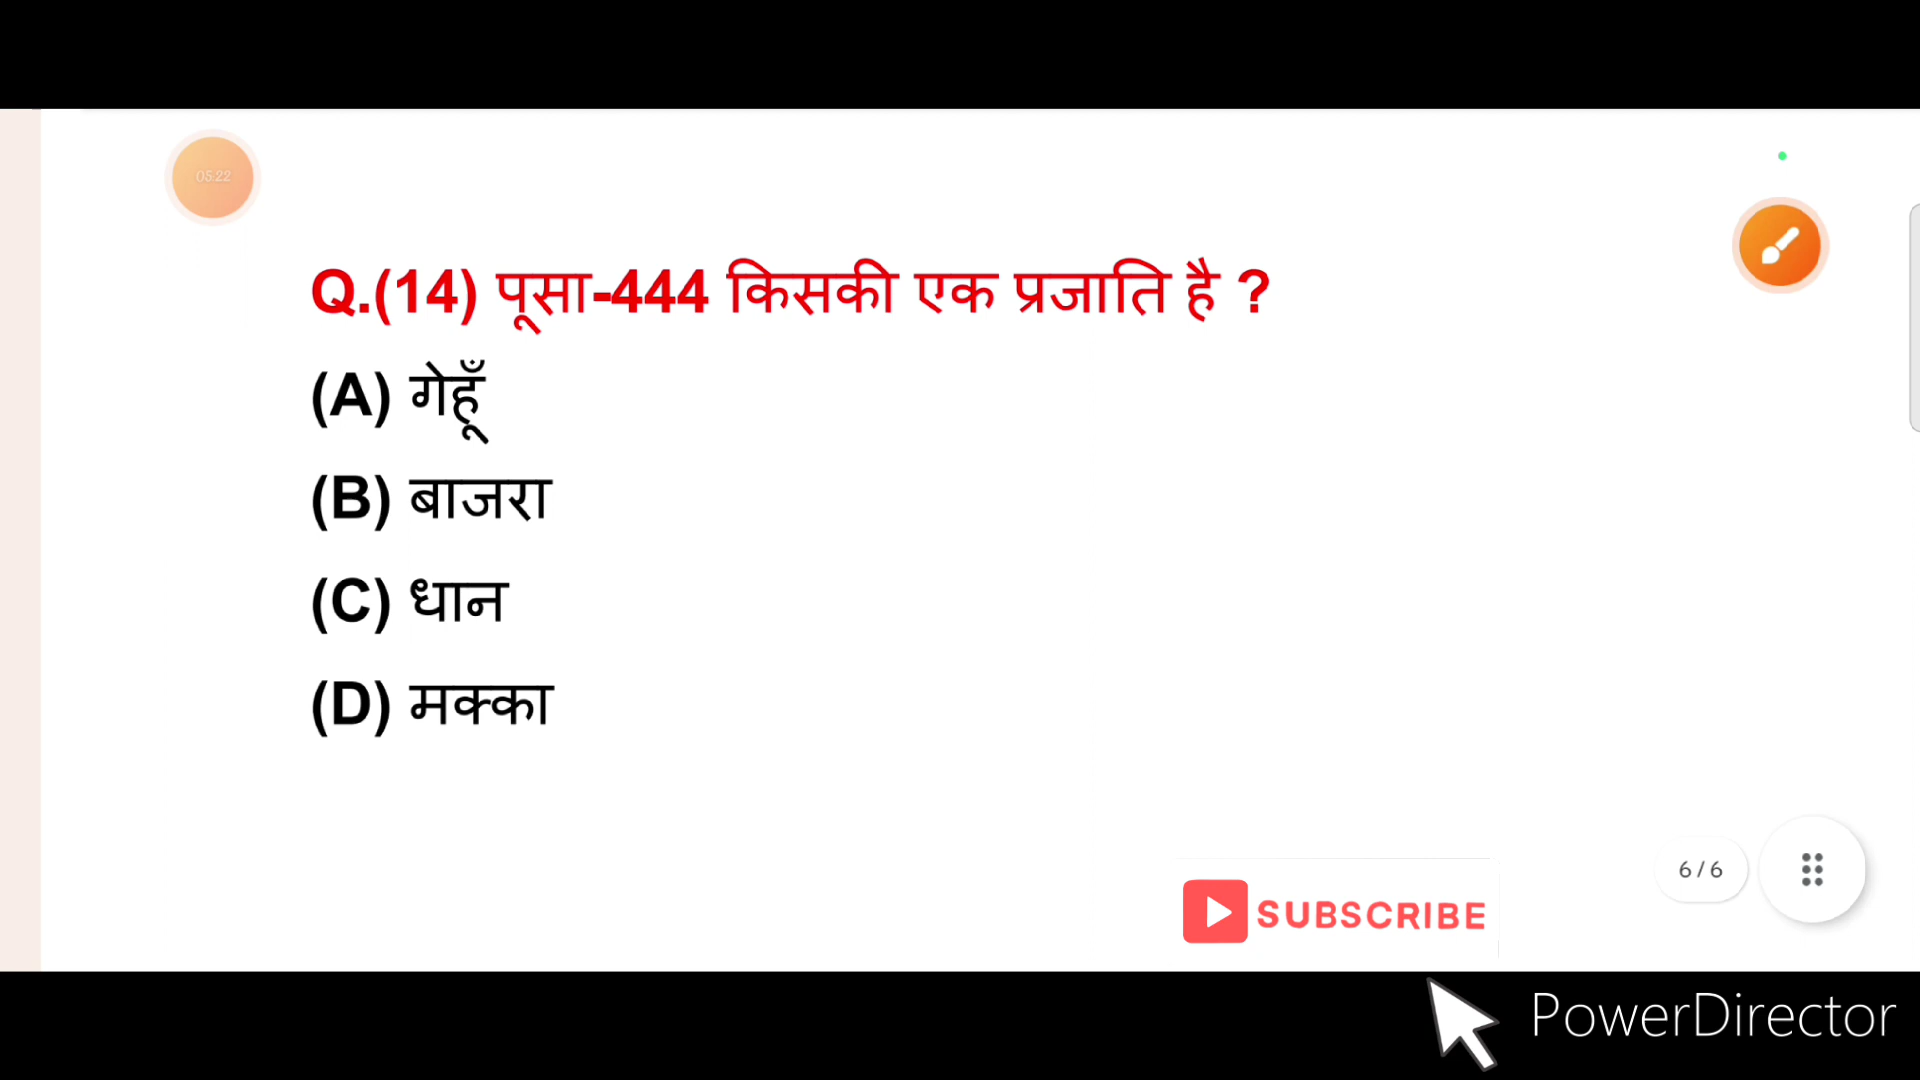 05:22
Q.(14) पूसा-444 किसकी एक प्रजाति है ?
(A) गेहूँ
(B) बाजरा
(C) धान
(D) मक्का
6 / 6
SUBSCRIBE
PowerDirector